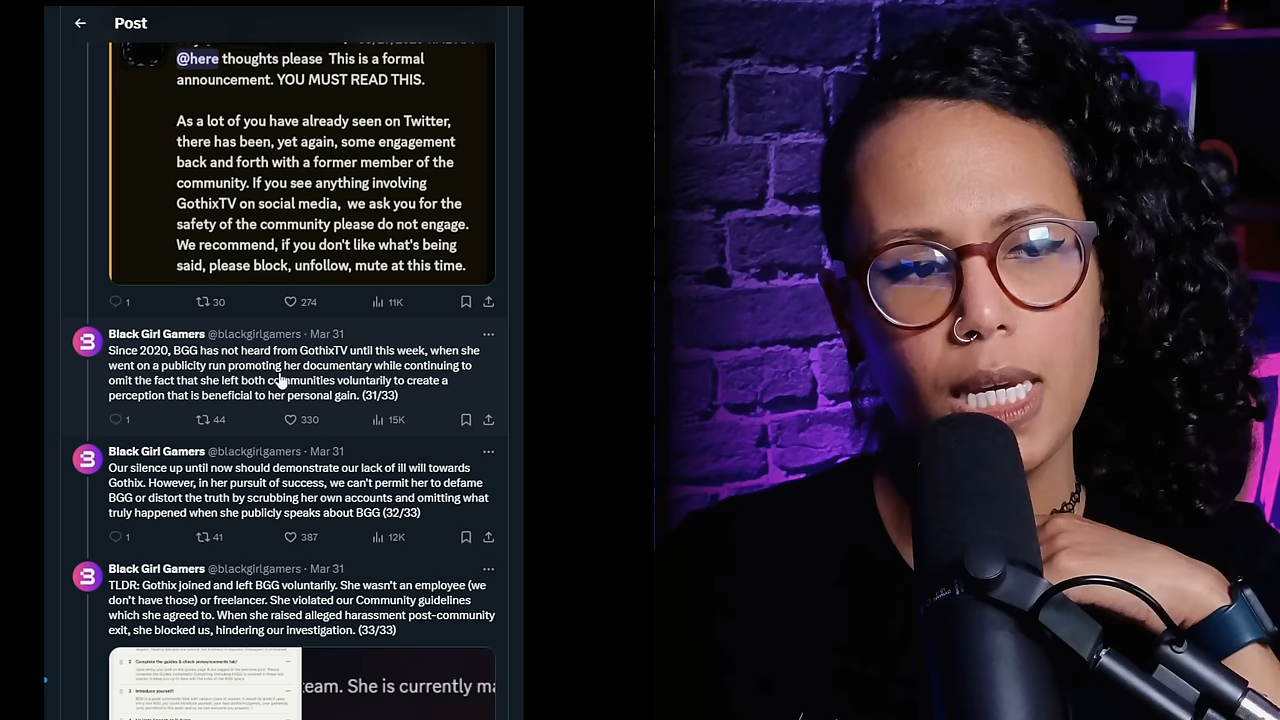 Post
@here thoughts please This is a formal
announcement. YOU MUST READ THIS.
As a lot of you have already seen on Twitter,
there has been, yet again, some engagement
back and forth with a former member of the
community. If you see anything involving
GothixTV on social media, we ask you for the
safety of the community please do not engage.
We recommend, if you don't like what's being
said, please block, unfollow, mute at this time.
1 30 274 11K
Black Girl Gamers @blackgirlgamers · Mar 31
Since 2020, BGG has not heard from GothixTV until this week, when she
went on a publicity run promoting her documentary while continuing to
omit the fact that she left both communities voluntarily to create a
perception that is beneficial to her personal gain. (31/33)
1 44 330 15K
Black Girl Gamers @blackgirlgamers · Mar 31
Our silence up until now should demonstrate our lack of ill will towards
Gothix. However, in her pursuit of success, we can't permit her to defame
BGG or distort the truth by scrubbing her own accounts and omitting what
truly happened when she publicly speaks about BGG (32/33)
1 41 387 12K
Black Girl Gamers @blackgirlgamers · Mar 31
TLDR: Gothix joined and left BGG voluntarily. She wasn't an employee (we
don't have those) or freelancer. She violated our Community guidelines
which she agreed to. When she raised alleged harassment post-community
exit, she blocked us, hindering our investigation. (33/33)
2 Complete the guides & check announcements tab!
3 Introduce yourself!
She is on a platform